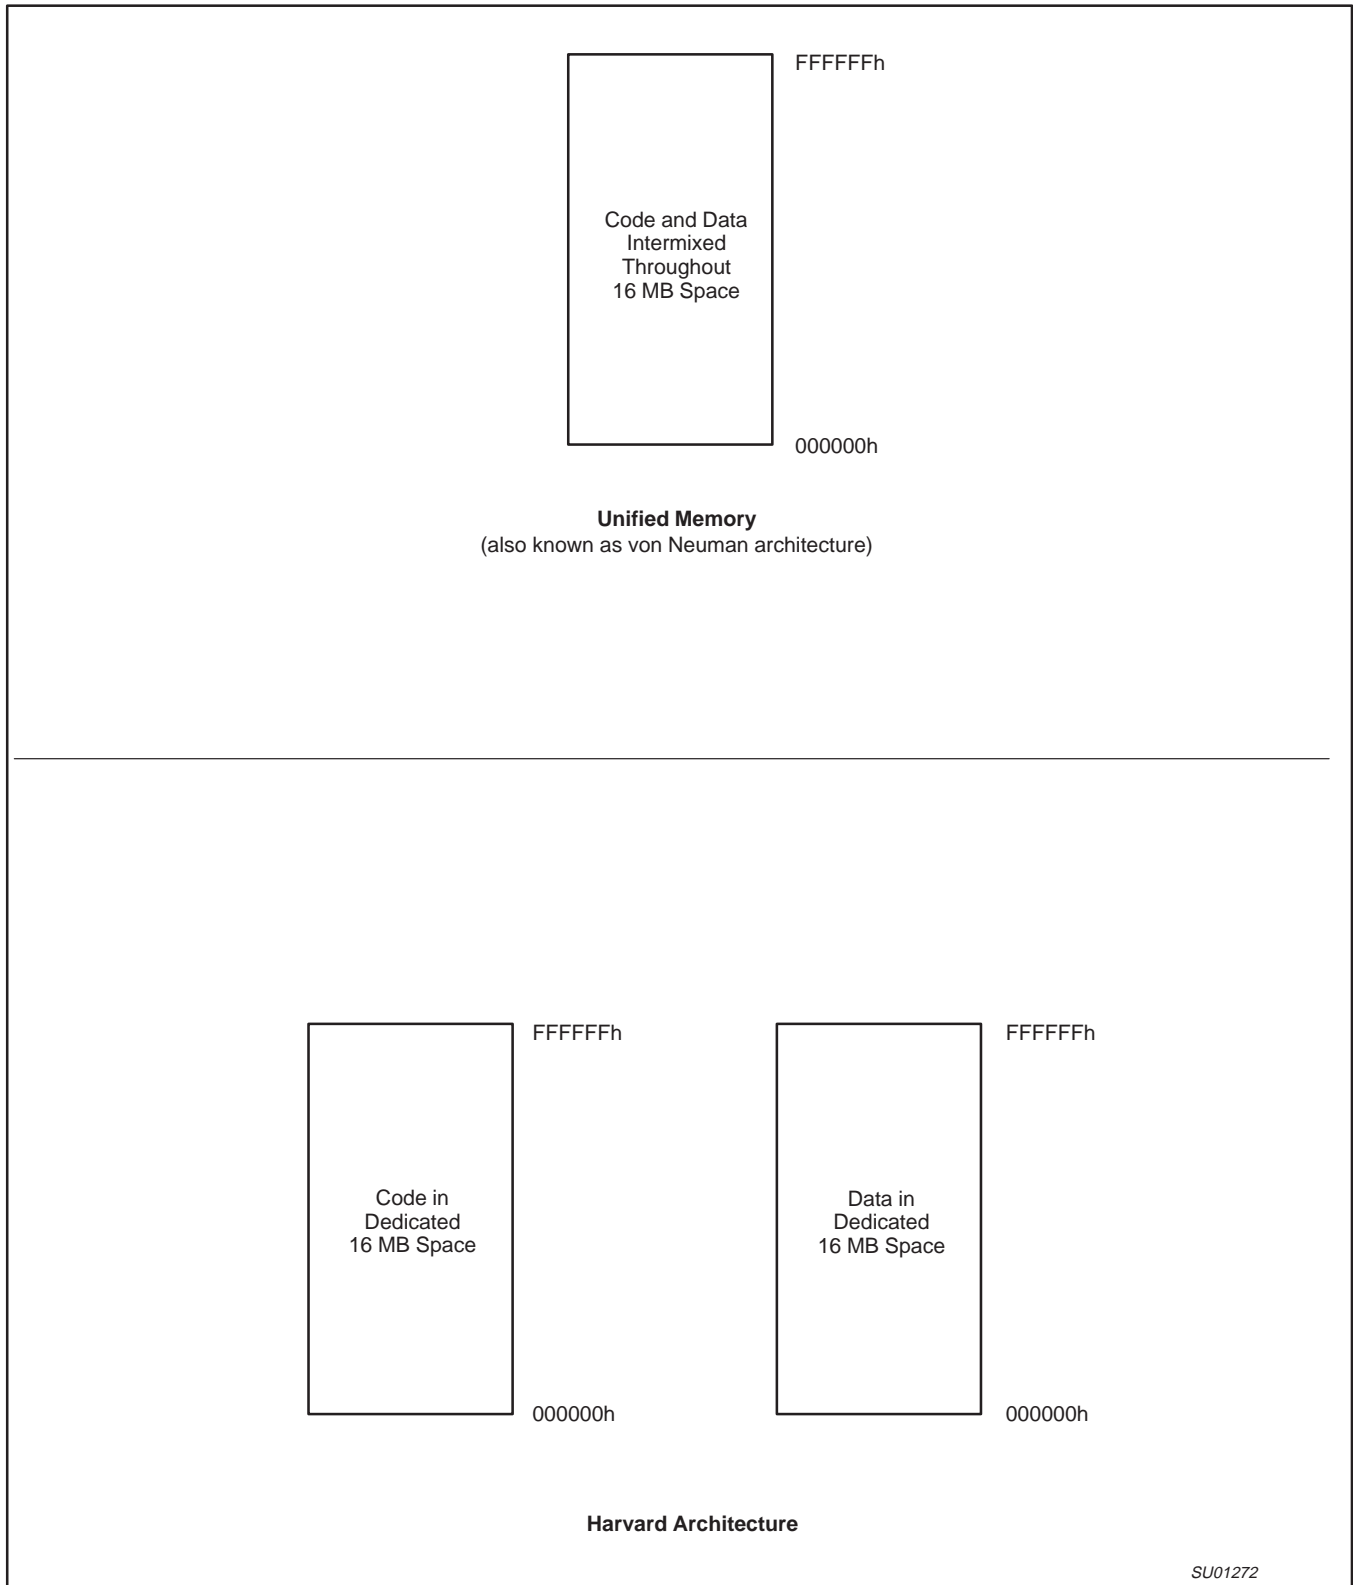 FFFFFFh
Code and Data
Intermixed
Throughout
16 MB Space
000000h
Unified Memory
(also known as von Neuman architecture)
FFFFFFh
Code in
Dedicated
16 MB Space
000000h
FFFFFFh
Data in
Dedicated
16 MB Space
000000h
Harvard Architecture
SU01272